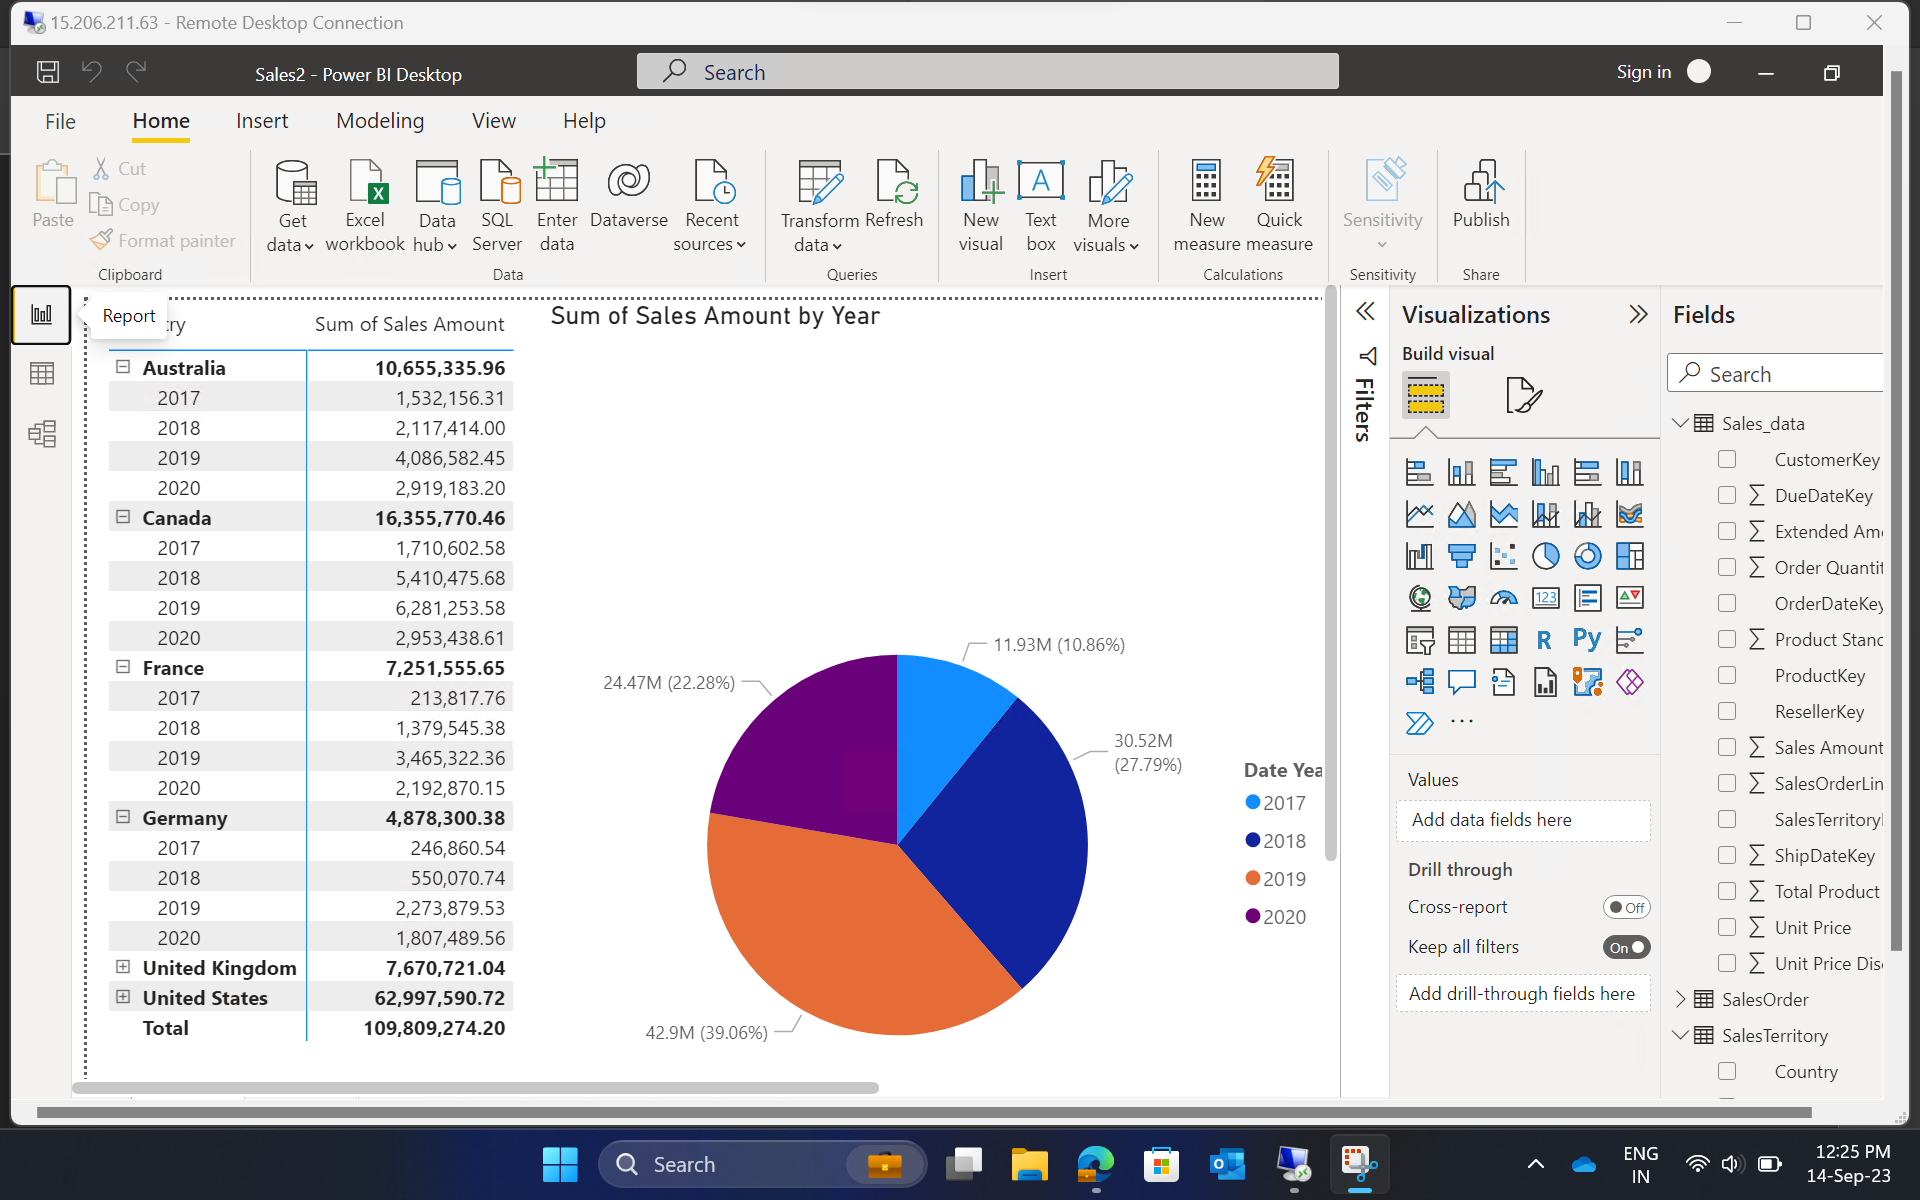 15.206.211.63 - Remote Desktop Connection
Sales2 - Power BI Desktop
Search
Sign in
File
Home
Insert
Modeling
View
Help
Paste
Cut
Copy
Format painter
Clipboard
Get data
Excel workbook
Data hub
SQL Server
Enter data
Dataverse
Recent sources
Data
Transform data
Refresh
Queries
New visual
A
Text box
More visuals
Insert
New measure
Quick measure
Calculations
Sensitivity
Sensitivity
Publish
Share
Report
ry
Sum of Sales Amount
Australia 10,655,335.96
2017 1,532,156.31
2018 2,117,414.00
2019 4,086,582.45
2020 2,919,183.20
Canada 16,355,770.46
2017 1,710,602.58
2018 5,410,475.68
2019 6,281,253.58
2020 2,953,438.61
France 7,251,555.65
2017 213,817.76
2018 1,379,545.38
2019 3,465,322.36
2020 2,192,870.15
Germany 4,878,300.38
2017 246,860.54
2018 550,070.74
2019 2,273,879.53
2020 1,807,489.56
United Kingdom 7,670,721.04
United States 62,997,590.72
Total 109,809,274.20
Sum of Sales Amount by Year
11.93M (10.86%)
24.47M (22.28%)
30.52M
(27.79%)
42.9M (39.06%)
Date Yea
2017
2018
2019
2020
Filters
Visualizations
Build visual
123
R
Py
...
Values
Add data fields here
Drill through
Cross-report
Off
Keep all filters
On
Add drill-through fields here
Fields
Search
Sales_data
CustomerKey
DueDateKey
Extended Am
Order Quantit
OrderDateKey
Product Stand
ProductKey
ResellerKey
Sales Amount
SalesOrderLin
SalesTerritory
ShipDateKey
Total Product
Unit Price
Unit Price Dis
SalesOrder
SalesTerritory
Country
Search
ENG
IN
12:25 PM
14-Sep-23